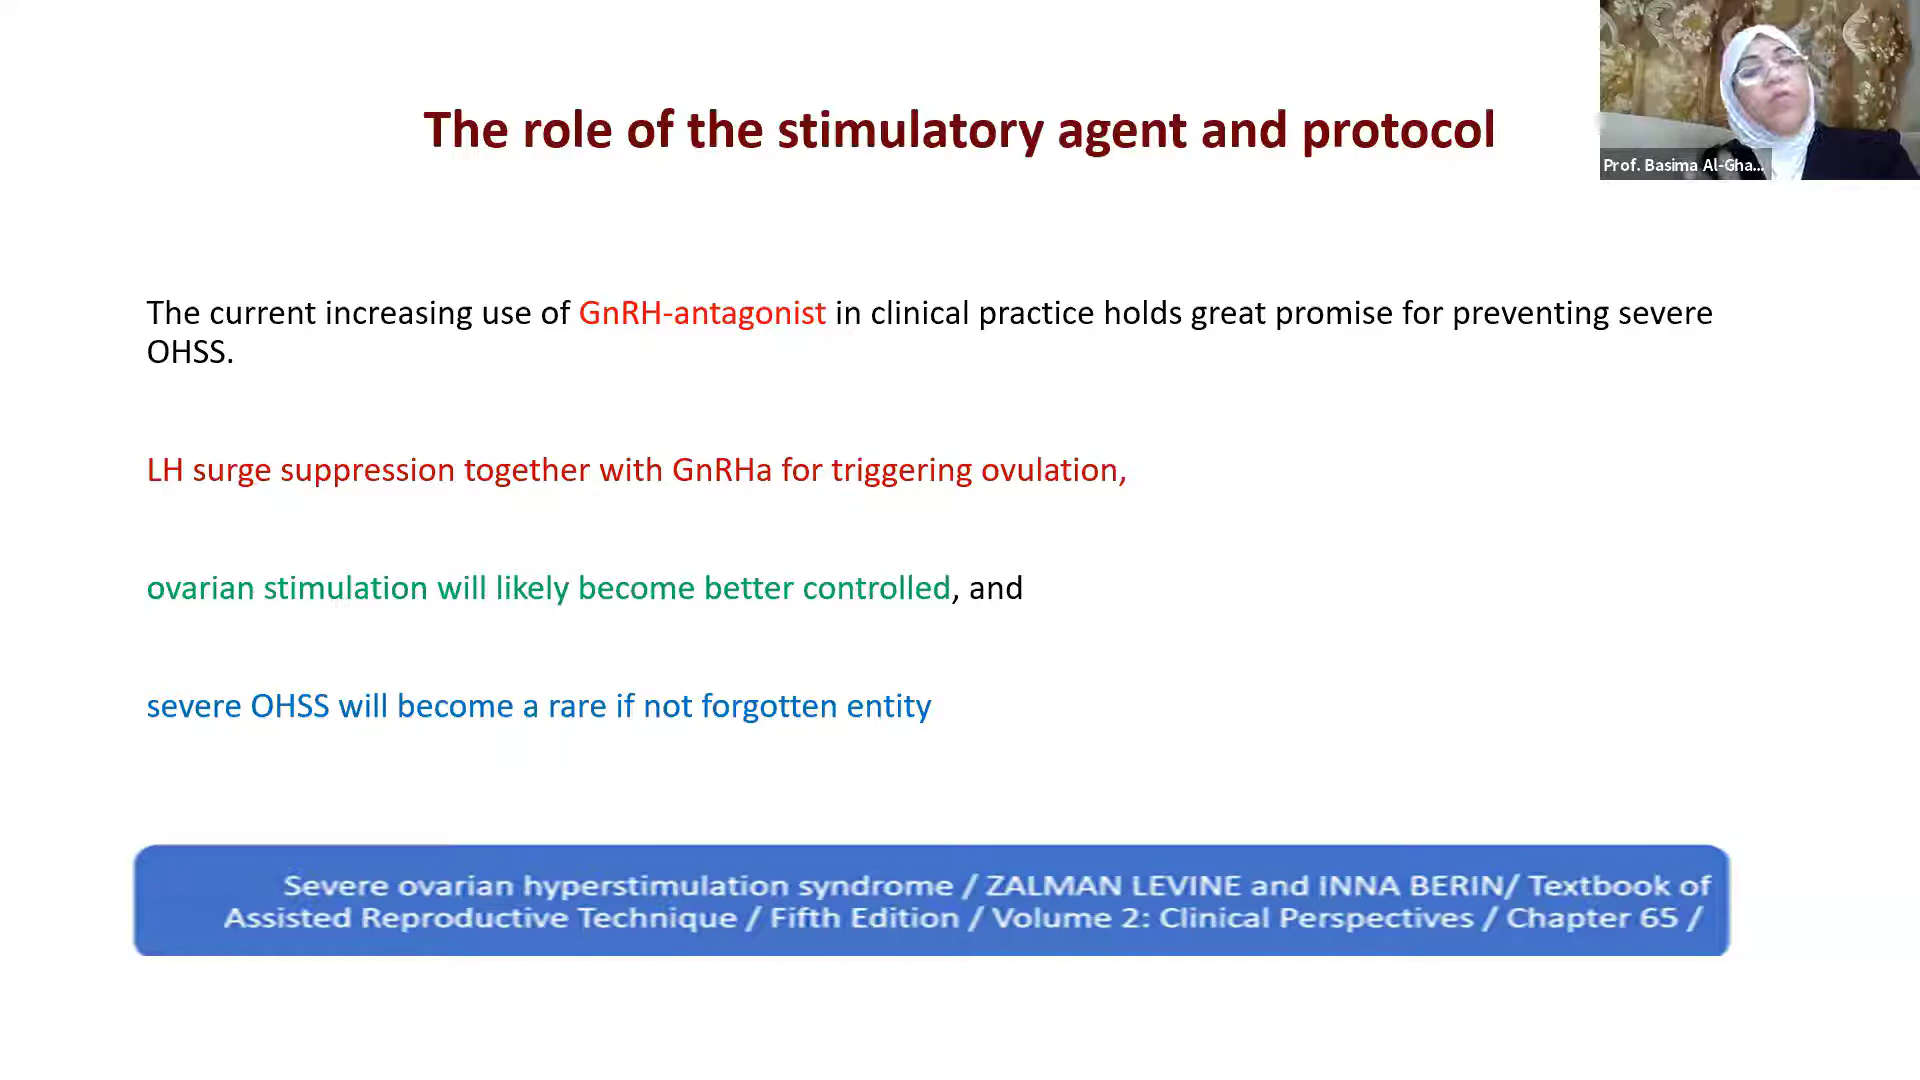 The role of the stimulatory agent and protocol
Prof. Basima Al-Gha...
The current increasing use of GnRH-antagonist in clinical practice holds great promise for preventing severe
OHSS.
LH surge suppression together with GnRHa for triggering ovulation,
ovarian stimulation will likely become better controlled, and
severe OHSS will become a rare if not forgotten entity
Severe ovarian hyperstimulation syndrome / ZALMAN LEVINE and INNA BERIN/ Textbook of
Assisted Reproductive Technique / Fifth Edition / Volume 2: Clinical Perspectives / Chapter 65 /